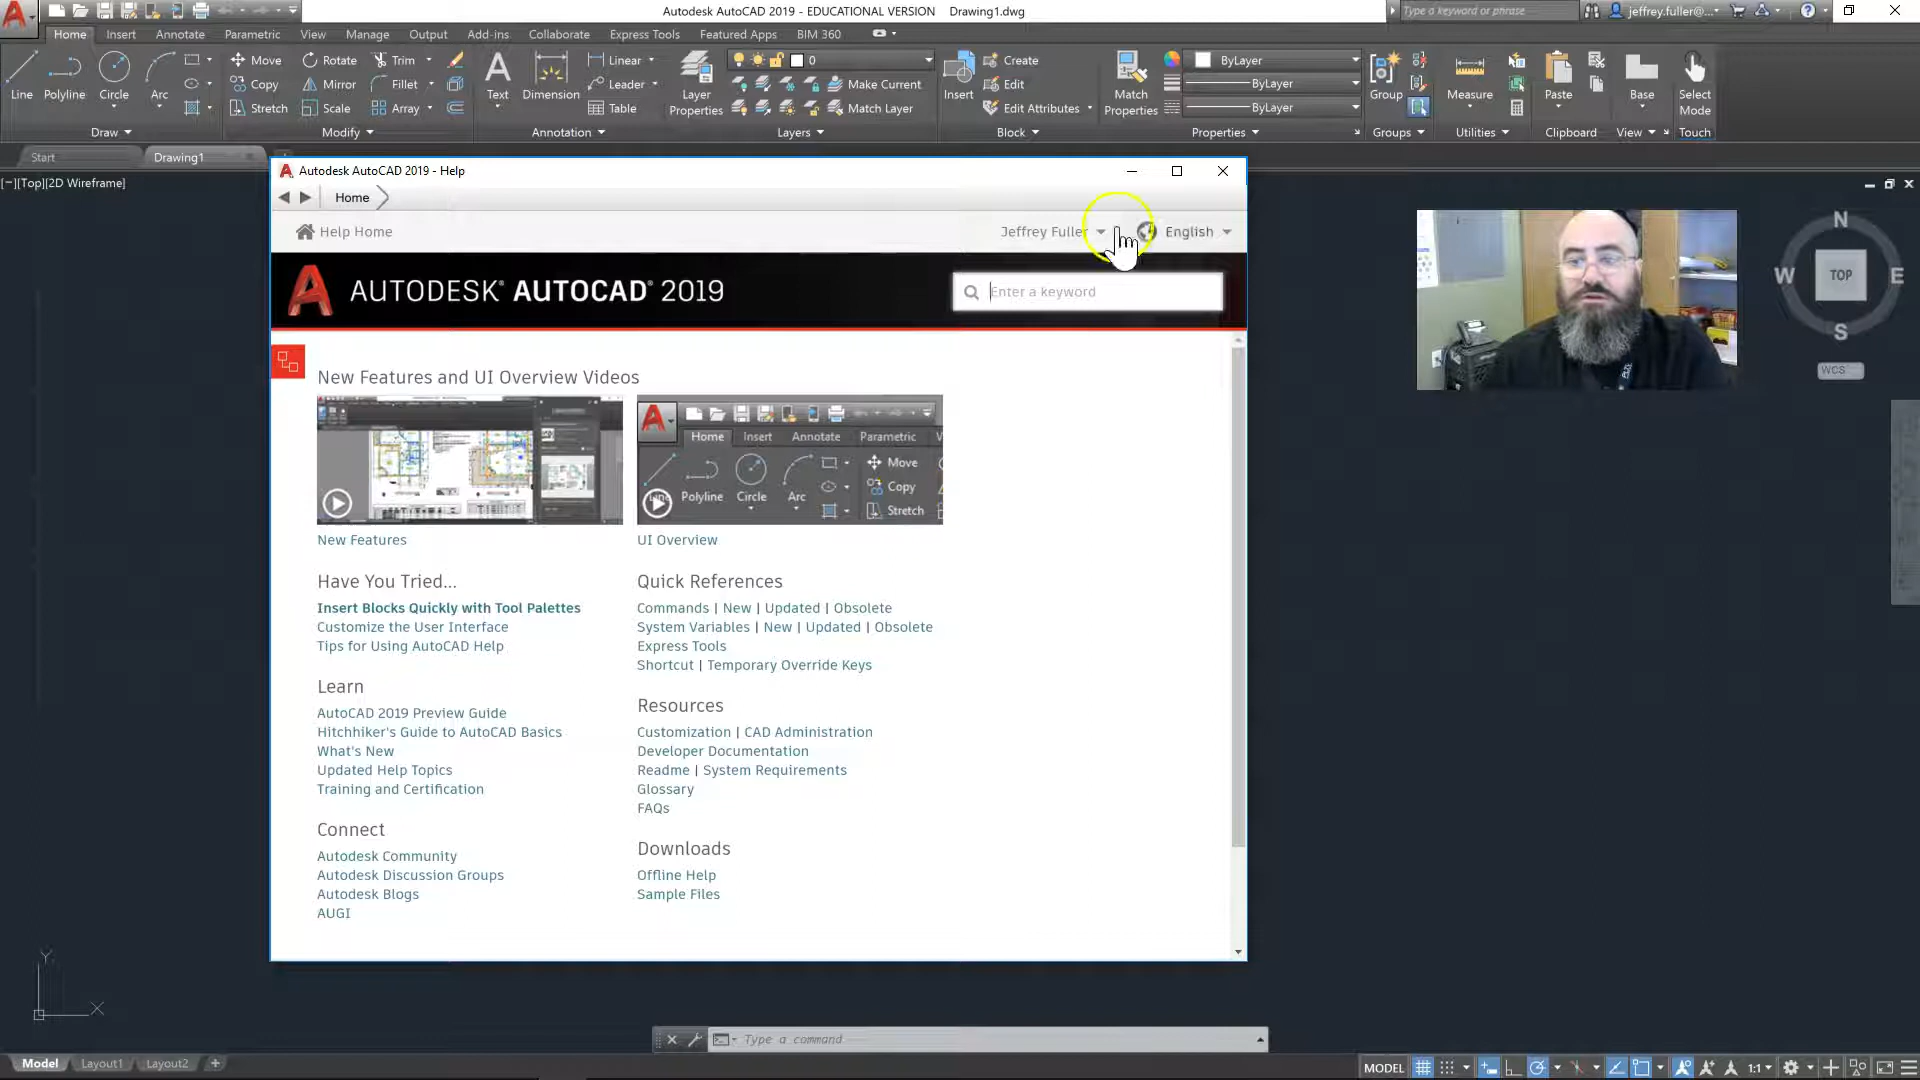 Autodesk AutoCAD 2019 - EDUCATIONAL VERSION Drawing1.dwg
Type a keyword or phrase
jeffrey.fuller@...
Home Insert Annotate Parametric View Manage Output Add-ins Collaborate Express Tools Featured Apps BIM 360
Line Polyline Circle Arc
Draw
Move Rotate Trim
Copy Mirror Fillet
Stretch Scale Array
Modify
Text Dimension
Linear
Leader
Table
Annotation
Layer Properties
0
Make Current
Match Layer
Layers
Insert
Create
Edit
Edit Attributes
Block
Match Properties
ByLayer
ByLayer
ByLayer
Properties
Group
Groups
Measure
Utilities
Paste
Clipboard
Base
View
Select Mode
Touch
Start Drawing1
[−][Top][2D Wireframe]
Autodesk AutoCAD 2019 - Help
Home
Help Home
Jeffrey Fuller
English
AUTODESK® AUTOCAD® 2019
Enter a keyword
New Features and UI Overview Videos
Home Insert Annotate Parametric
Line Polyline Circle Arc
Move
Copy
Stretch
New Features
UI Overview
Have You Tried...
Insert Blocks Quickly with Tool Palettes
Customize the User Interface
Tips for Using AutoCAD Help
Learn
AutoCAD 2019 Preview Guide
Hitchhiker's Guide to AutoCAD Basics
What's New
Updated Help Topics
Training and Certification
Connect
Autodesk Community
Autodesk Discussion Groups
Autodesk Blogs
AUGI
Quick References
Commands | New | Updated | Obsolete
System Variables | New | Updated | Obsolete
Express Tools
Shortcut | Temporary Override Keys
Resources
Customization | CAD Administration
Developer Documentation
Readme | System Requirements
Glossary
FAQs
Downloads
Offline Help
Sample Files
N
W TOP E
S
WCS
Y
X
Type a command
Model Layout1 Layout2 +
MODEL
1:1